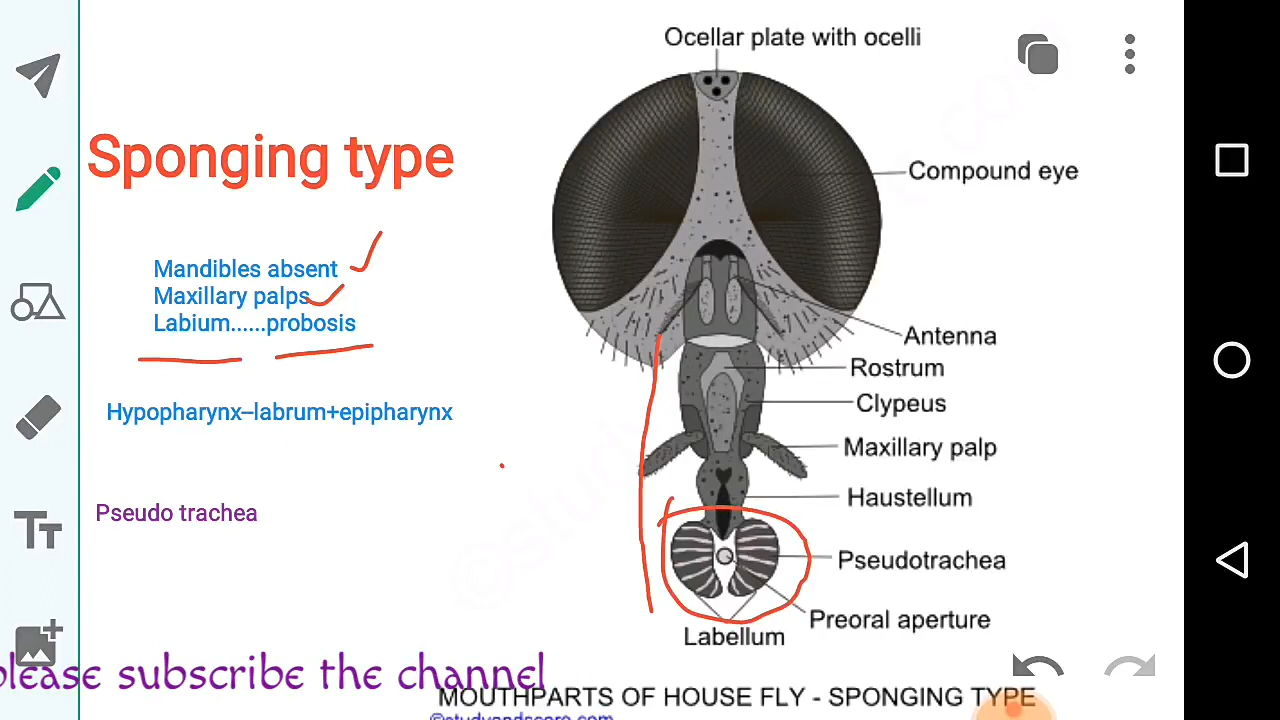 Ocellar plate with ocelli
Sponging type
Compound eye
Mandibles absent
Maxillary palps
Labium......probosis
Antenna
Rostrum
Clypeus
Hypopharynx–labrum+epipharynx
Maxillary palp
Haustellum
Pseudo trachea
Pseudotrachea
Preoral aperture
Labellum
please subscribe the channel
MOUTHPARTS OF HOUSE FLY - SPONGING TYPE